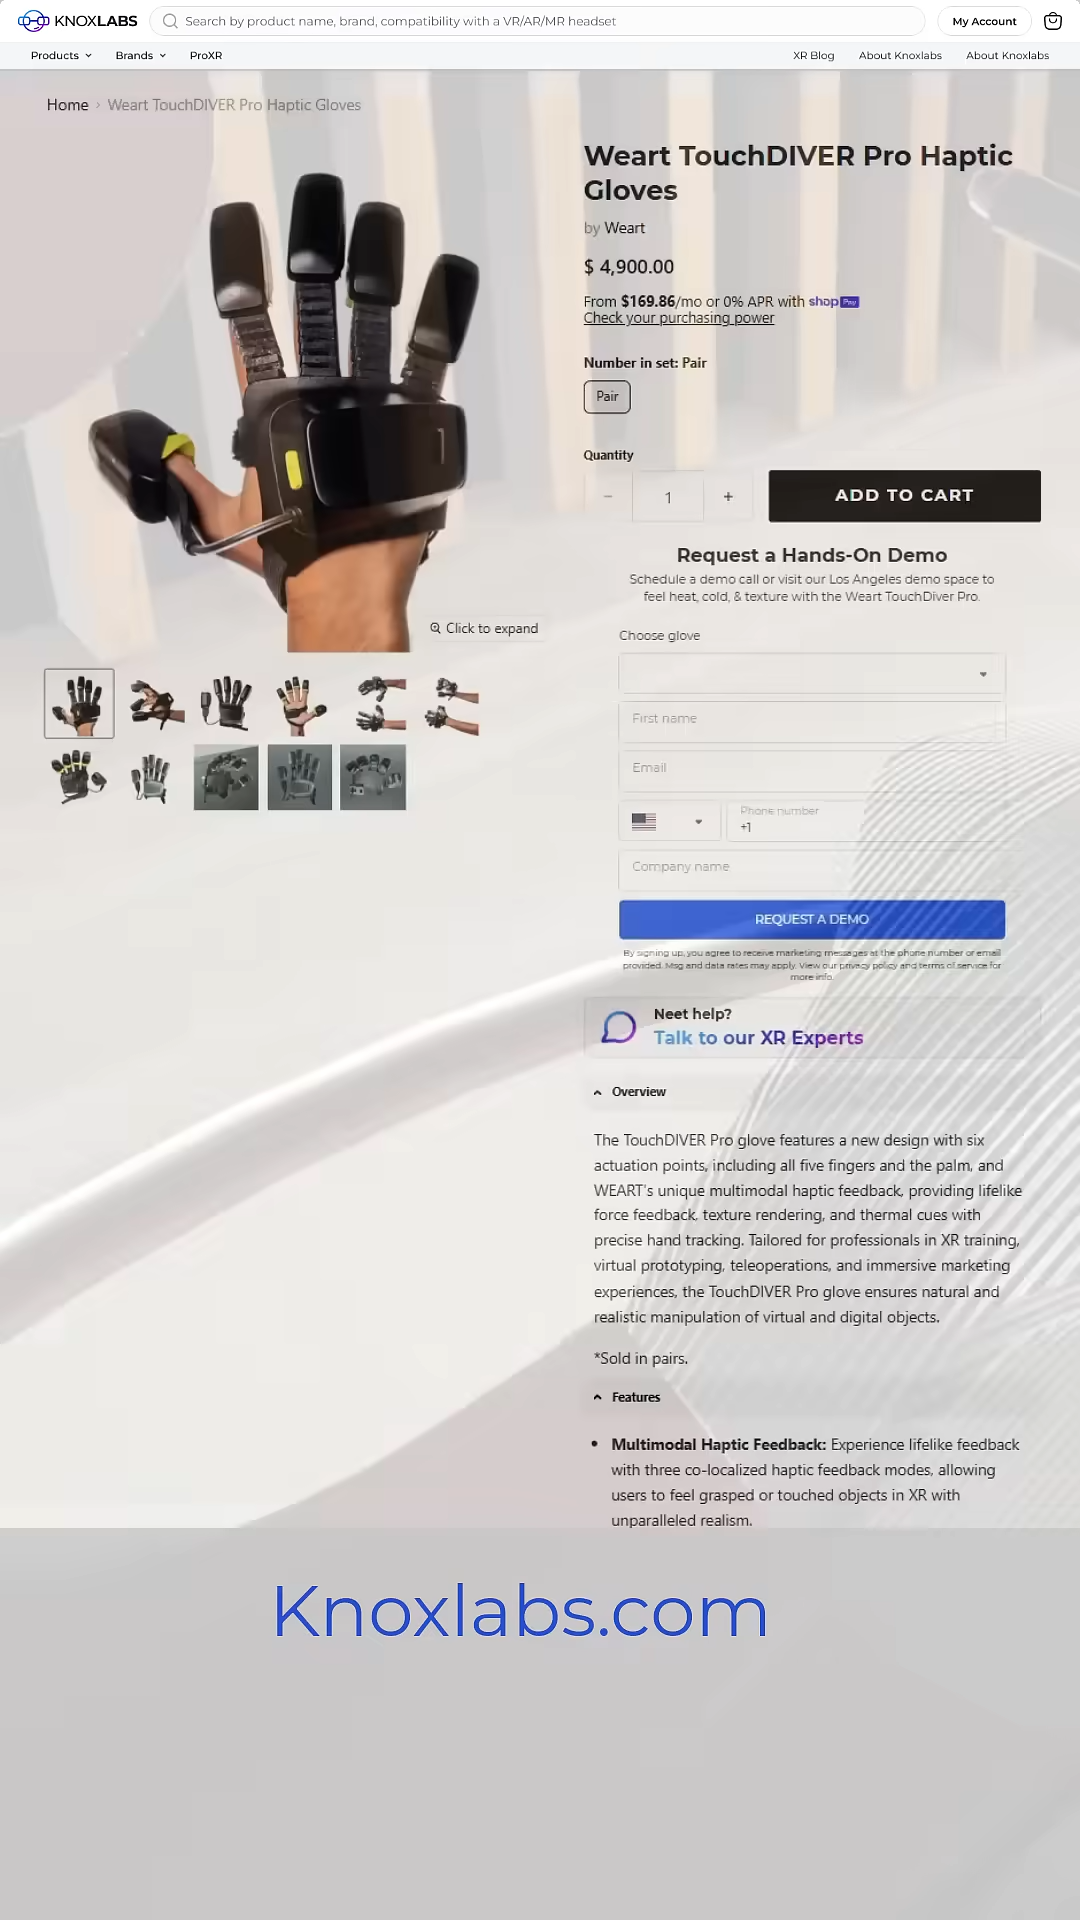 KNOXLABS
Search by product name, brand, compatibility with a VR/AR/MR headset
My Account
Products
Brands
ProXR
XR Blog
About Knoxlabs
About Knoxlabs
Home › Weart TouchDIVER Pro Haptic Gloves
Weart TouchDIVER Pro Haptic
Gloves
by Weart
$ 4,900.00
From $169.86/mo or 0% APR with shop Pay
Check your purchasing power
Number in set: Pair
Pair
Quantity
− 1 +
ADD TO CART
Request a Hands-On Demo
Schedule a demo call or visit our Los Angeles demo space to
feel heat, cold, & texture with the Weart TouchDiver Pro.
Click to expand
Choose glove
First name
Email
Phone number
+1
Company name
REQUEST A DEMO
By signing up, you agree to receive marketing messages at the phone number or email
provided. Msg and data rates may apply. View our privacy policy and terms of service for
more info.
Neet help?
Talk to our XR Experts
Overview
The TouchDIVER Pro glove features a new design with six
actuation points, including all five fingers and the palm, and
WEART's unique multimodal haptic feedback, providing lifelike
force feedback, texture rendering, and thermal cues with
precise hand tracking. Tailored for professionals in XR training,
virtual prototyping, teleoperations, and immersive marketing
experiences, the TouchDIVER Pro glove ensures natural and
realistic manipulation of virtual and digital objects.
*Sold in pairs.
Features
• Multimodal Haptic Feedback: Experience lifelike feedback
with three co-localized haptic feedback modes, allowing
users to feel grasped or touched objects in XR with
unparalleled realism.
Knoxlabs.com